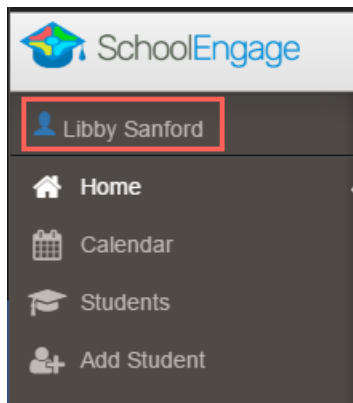 SchoolEngage
Libby Sanford
Home
Calendar
Students
Add Student